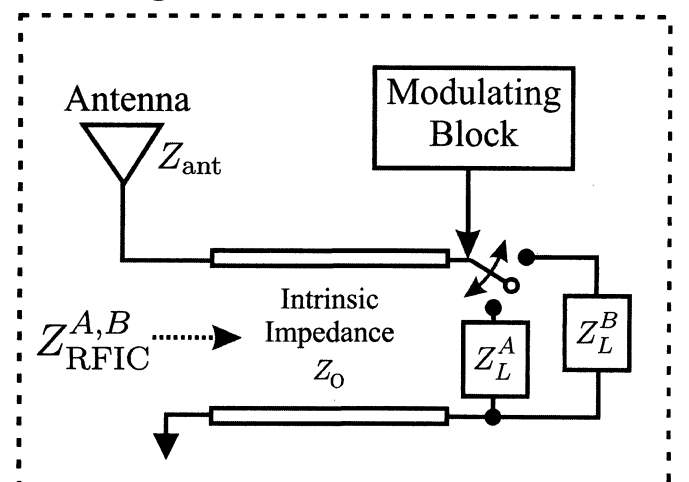 Antenna
Z_ant
Modulating
Block
Intrinsic
Impedance
Z_O
Z_RFIC^A,B
Z_L^A
Z_L^B